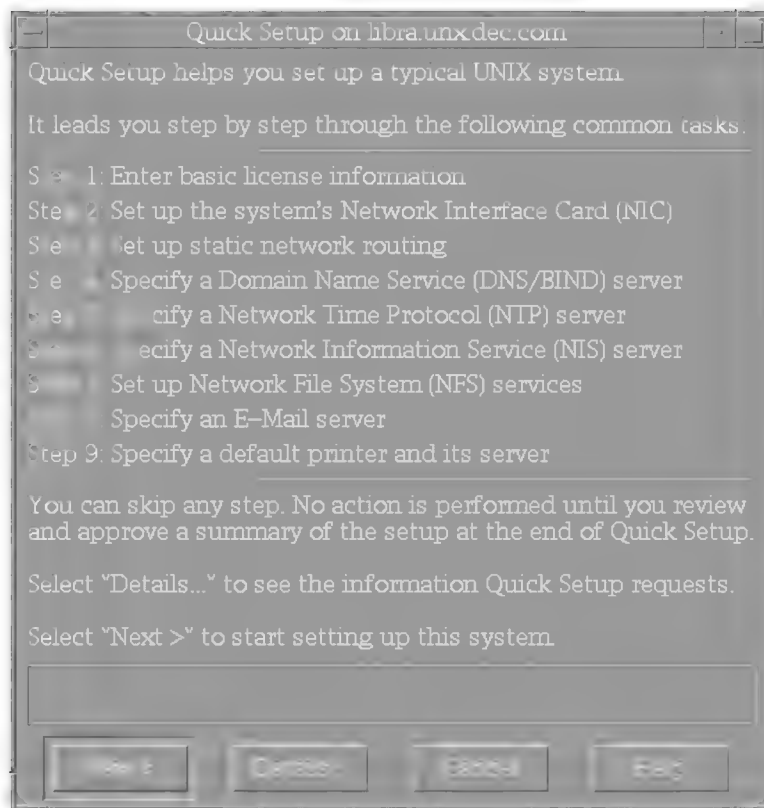 Quick Setup on libra.unx.dec.com
Quick Setup helps you set up a typical UNIX system.
It leads you step by step through the following common tasks:
1: Enter basic license information
Set up the system's Network Interface Card (NIC)
set up static network routing
Specify a Domain Name Service (DNS/BIND) server
a Network Time Protocol (NTP) server
a Network Information Service (NIS) server
Set up Network File System (NFS) services
Specify an E-Mail server
Step 9: Specify a default printer and its server
You can skip any step. No action is performed until you review
and approve a summary of the setup at the end of Quick Setup.
Select "Details..." to see the information Quick Setup requests.
Select "Next >" to start setting up this system.